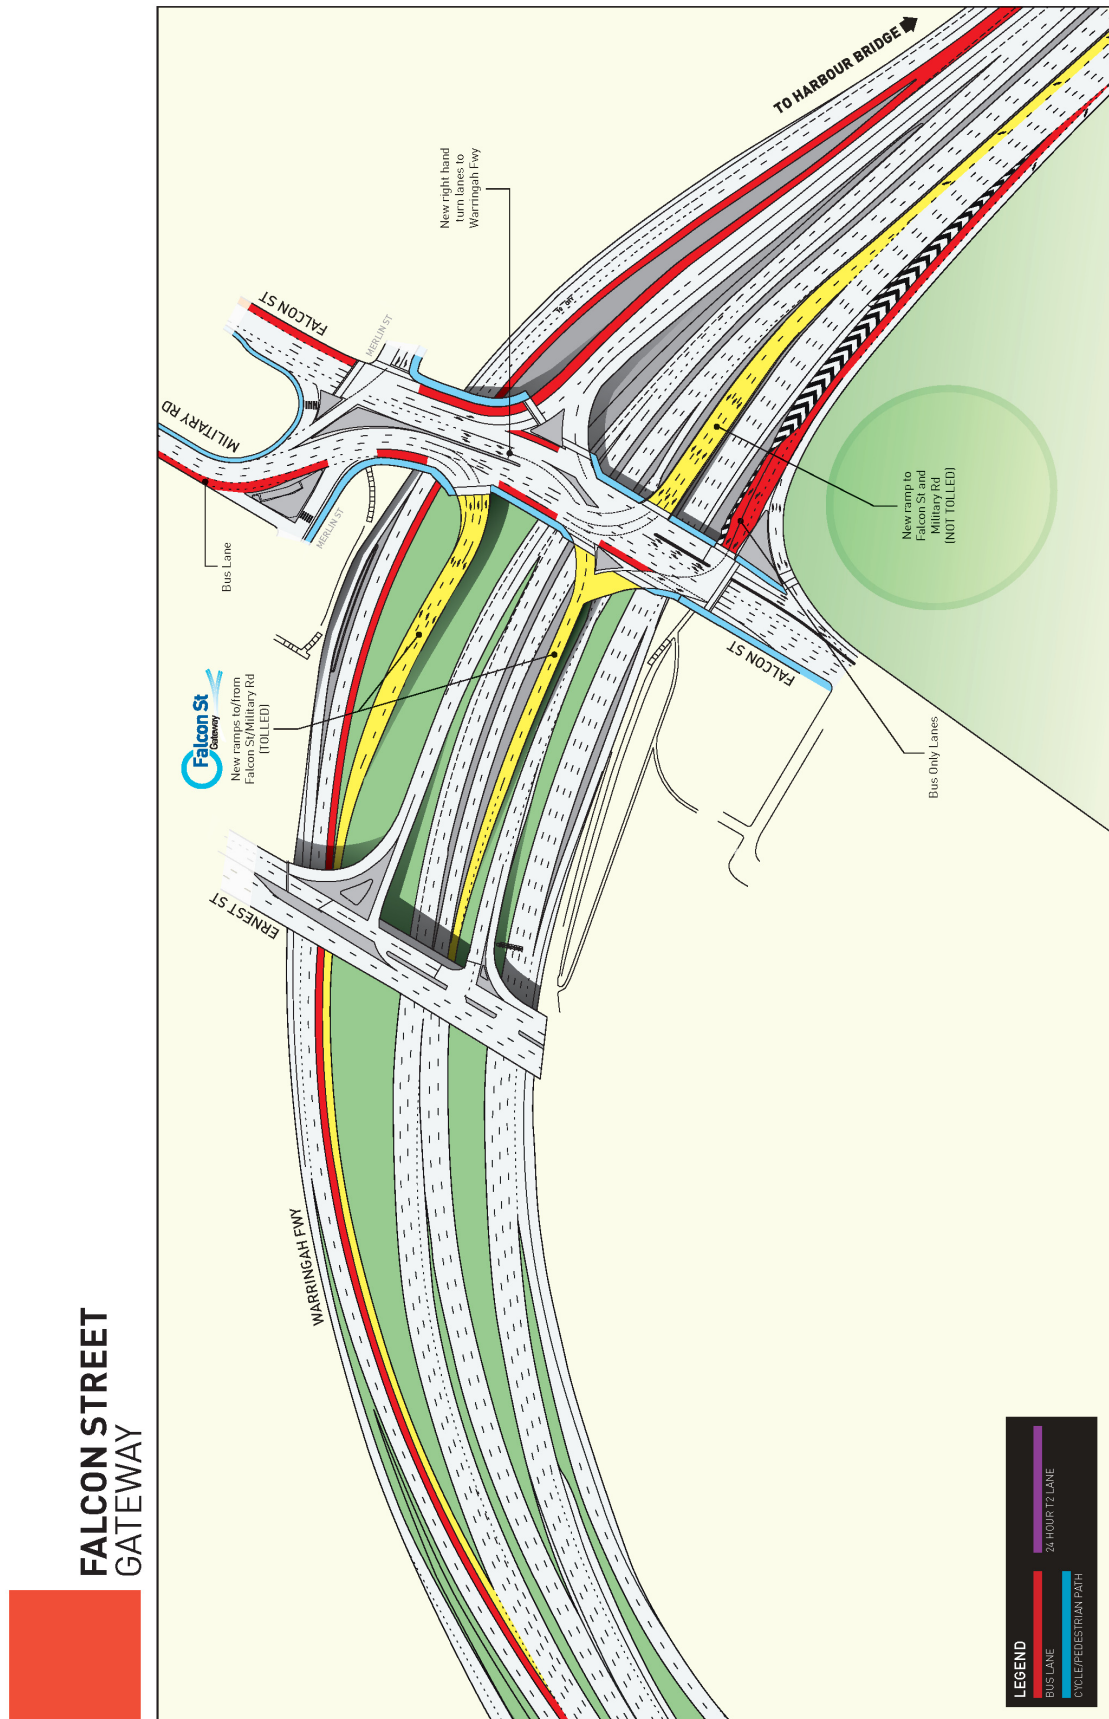 FALCON STREET
GATEWAY
TO HARBOUR BRIDGE
New right hand
turn lanes to
Warringah Fwy
FALCON ST
MERLIN ST
MILITARY RD
Bus Lane
MERLIN ST
Falcon St
Gateway
New ramps to/from
Falcon St/Military Rd
(TOLLED)
New ramp to
Falcon St and
Military Rd
(NOT TOLLED)
FALCON ST
Bus Only Lanes
ERNEST ST
WARRINGAH FWY
LEGEND
BUS LANE
CYCLE/PEDESTRIAN PATH
24 HOUR T2 LANE